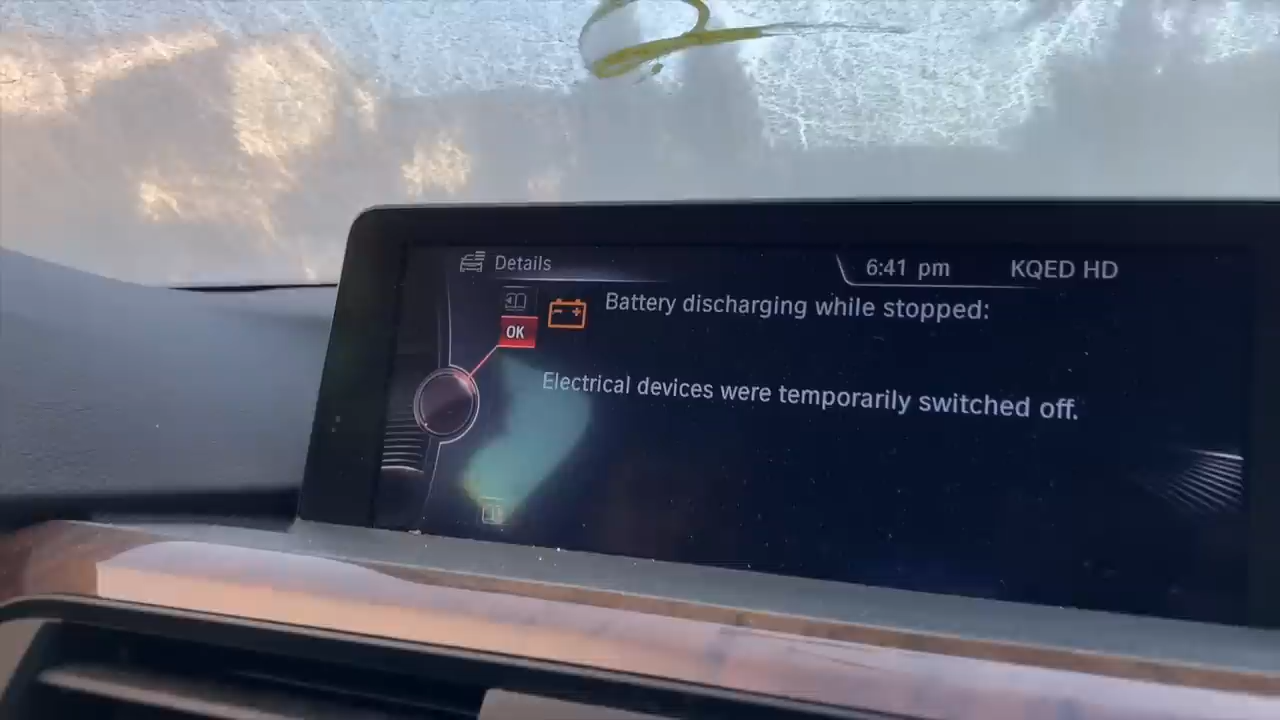 Details
6:41 pm
KQED HD
Battery discharging while stopped:
OK
Electrical devices were temporarily switched off.